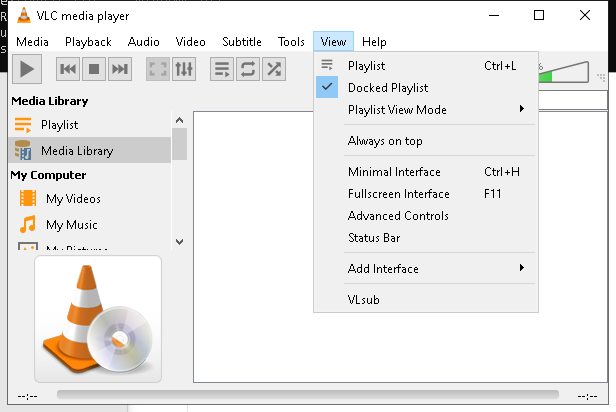 VLC media player
Media Playback Audio Video Subtitle Tools View Help
Playlist Ctrl+L
Docked Playlist
Playlist View Mode
Always on top
Minimal Interface Ctrl+H
Fullscreen Interface F11
Advanced Controls
Status Bar
Add Interface
VLsub
%
Media Library
Playlist
Media Library
My Computer
My Videos
My Music
My Pictures
--:-- --:--